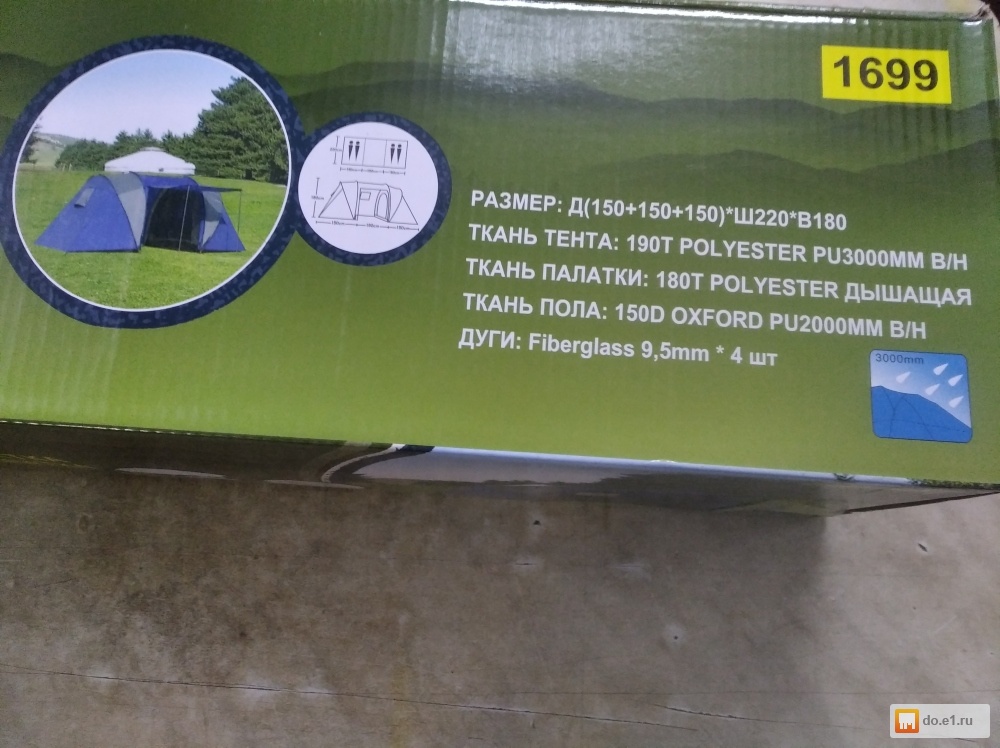 1699
РАЗМЕР: Д(150+150+150)*Ш220*В180
ТКАНЬ ТЕНТА: 190T POLYESTER PU3000MM В/Н
ТКАНЬ ПАЛАТКИ: 180T POLYESTER ДЫШАЩАЯ
ТКАНЬ ПОЛА: 150D OXFORD PU2000MM В/Н
ДУГИ: Fiberglass 9,5mm * 4 шт
3000mm
do.e1.ru